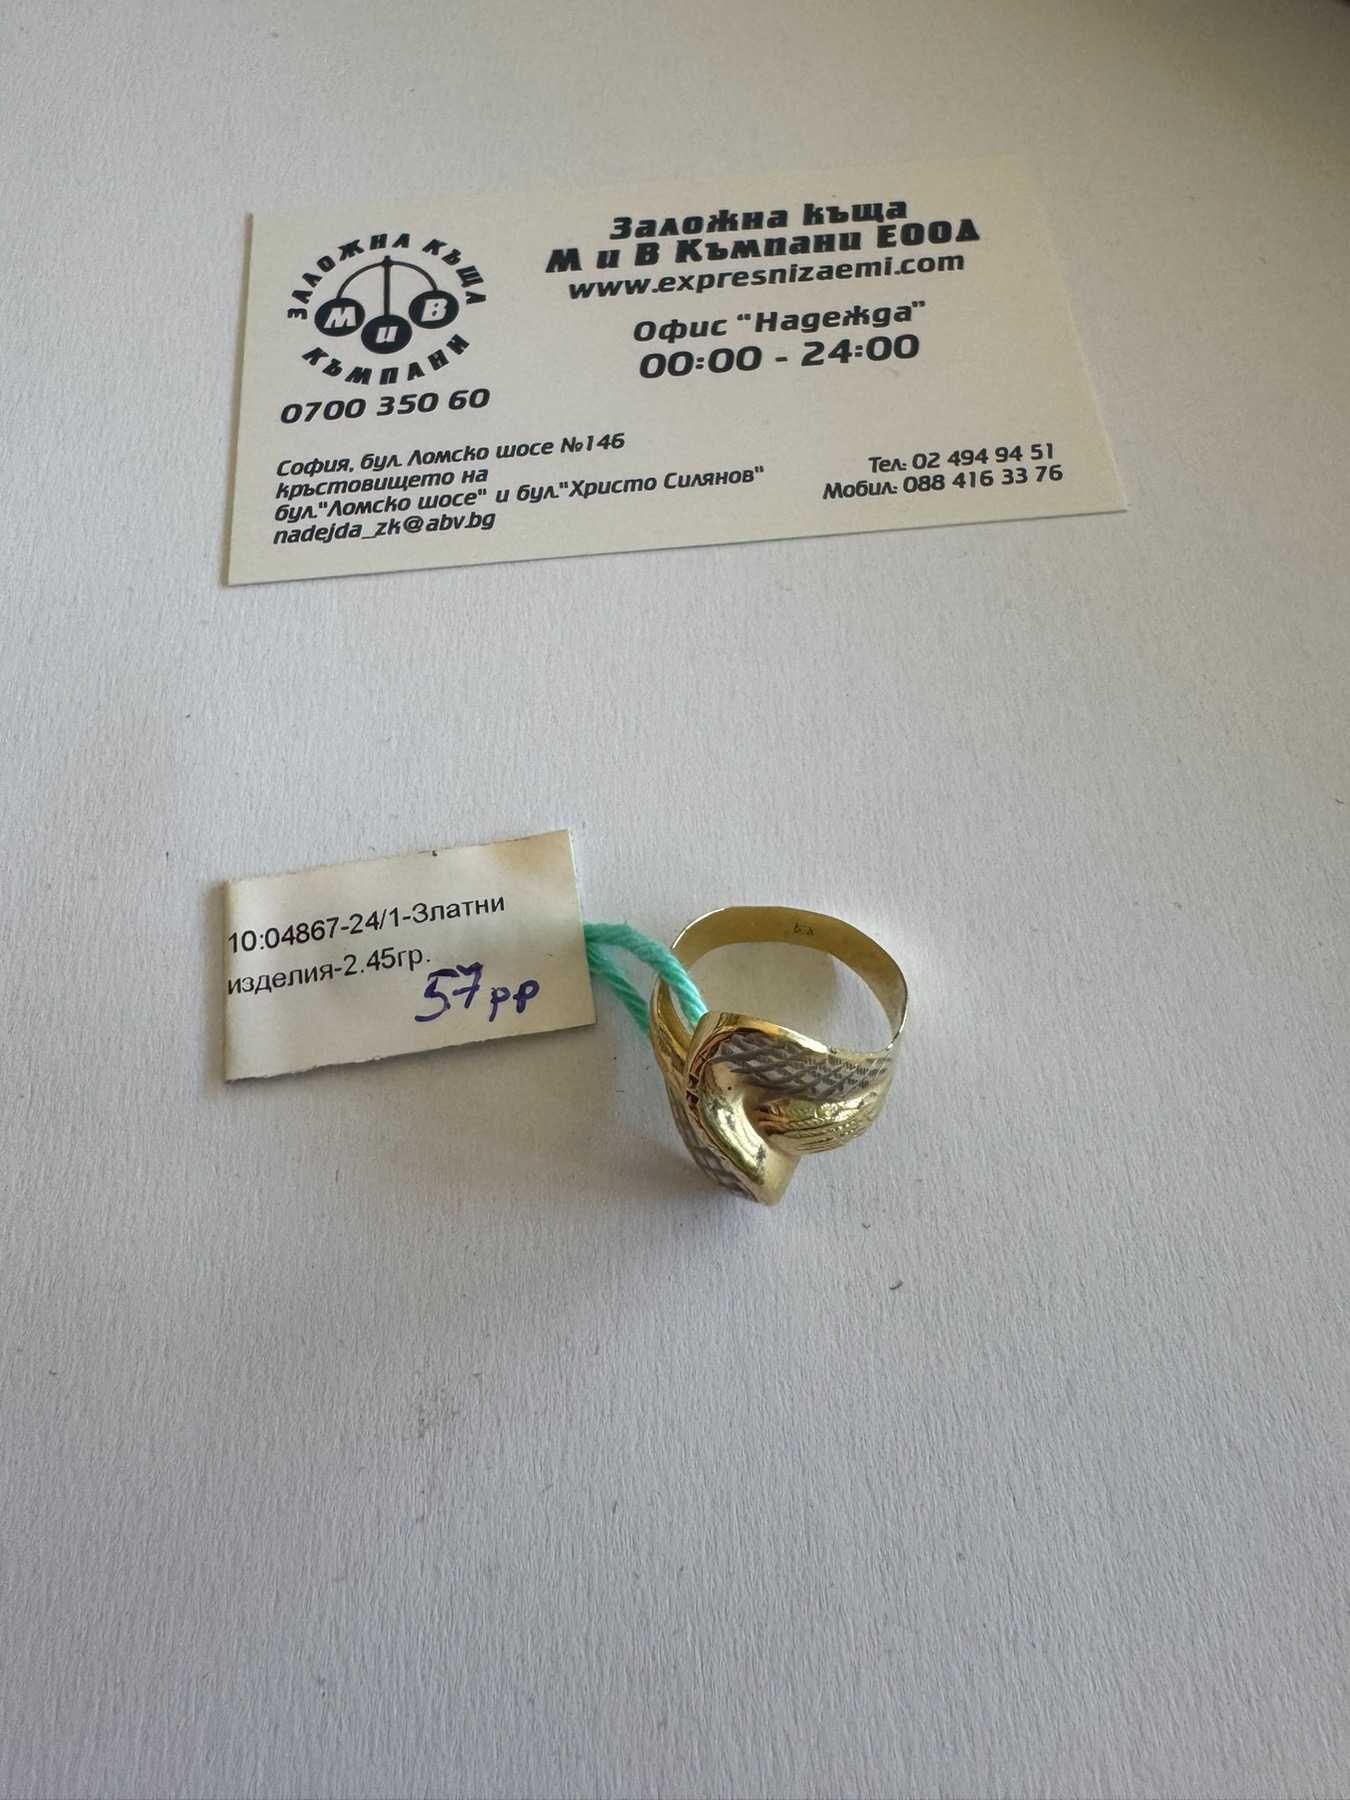 ЗАЛОЖНА КЪЩА
М и В
КЪМПАНИ
0700 350 60
Заложна къща
М и В Къмпани ЕООД
www.expresnizaemi.com
Офис "Надежда"
00:00 - 24:00
София, бул. Ломско шосе №146
кръстовището на
бул."Ломско шосе" и бул."Христо Силянов"
nadejda_zk@abv.bg
Тел.: 02 494 94 51
Мобил.: 088 416 33 76
10:04867-24/1-Златни
изделия-2.45гр.
57рр